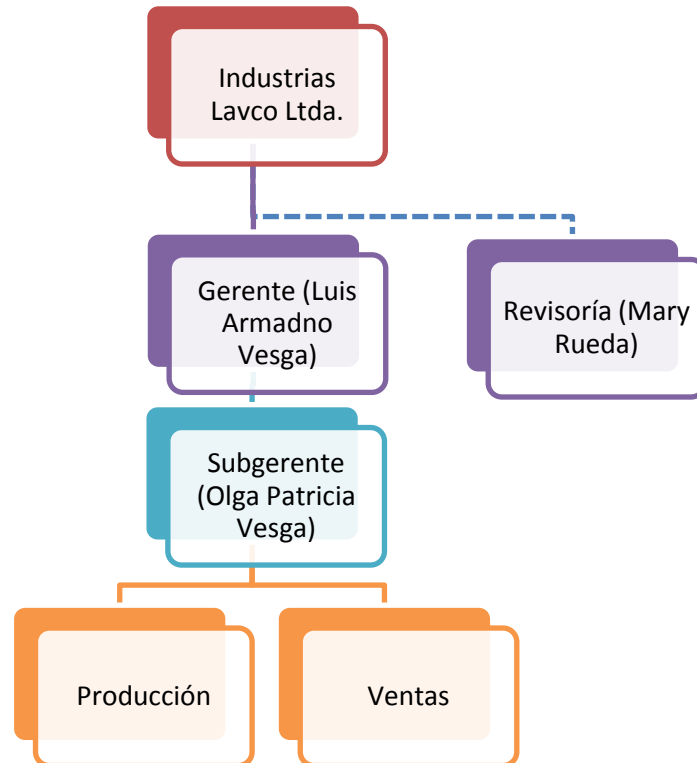 Industrias
Lavco Ltda.
Gerente (Luis
Armadno
Vesga)
Revisoría (Mary
Rueda)
Subgerente
(Olga Patricia
Vesga)
Producción
Ventas